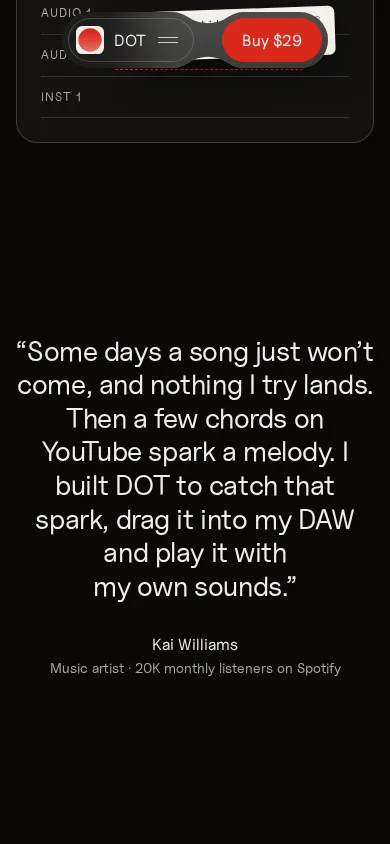 AUDIO 1
DOT
Buy $29
INST 1
“Some days a song just won’t
come, and nothing I try lands.
Then a few chords on
YouTube spark a melody. I
built DOT to catch that
spark, drag it into my DAW
and play it with
my own sounds.”
Kai Williams
Music artist · 20K monthly listeners on Spotify